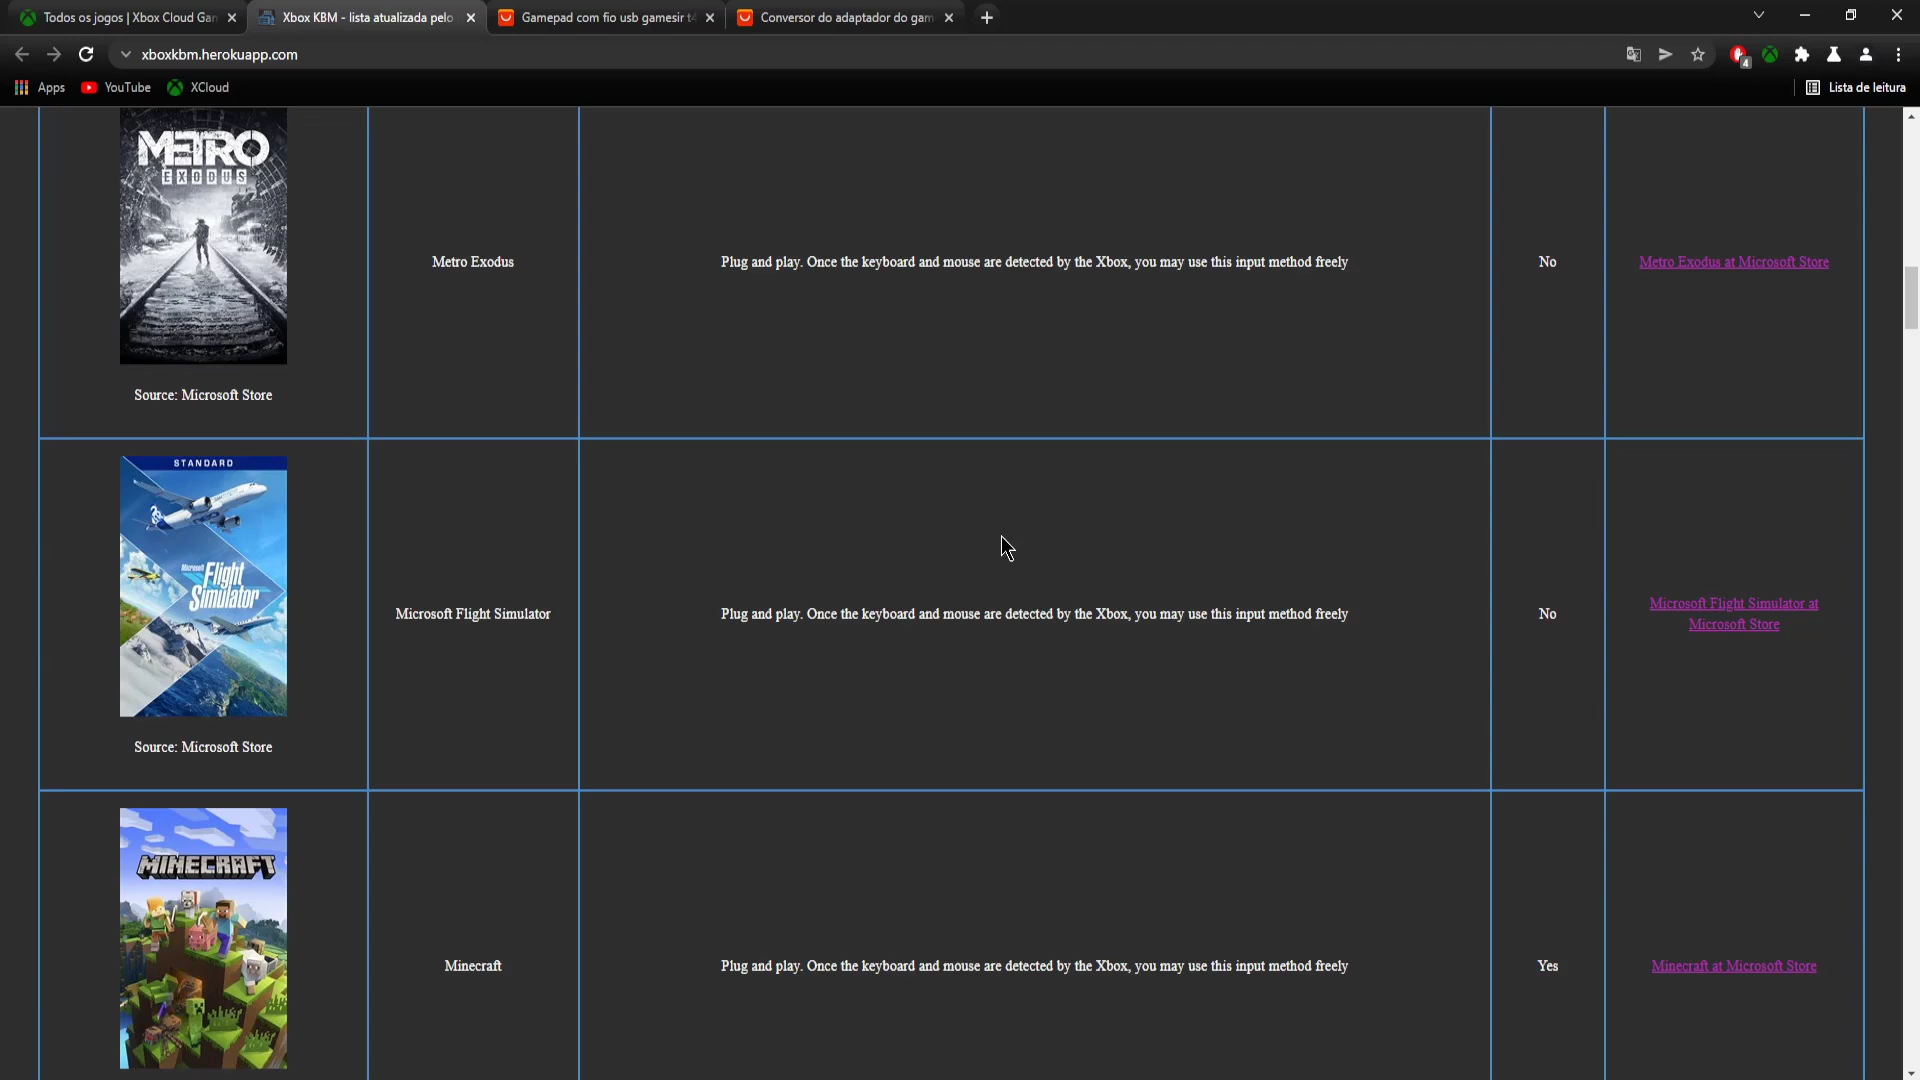 Todos os jogos | Xbox Cloud Gan
Xbox KBM - lista atualizada pelo
Gamepad com fio usb gamesir t4
Conversor do adaptador do gam
xboxkbm.herokuapp.com
4
Apps
YouTube
XCloud
Lista de leitura
METRO
EXODUS
Metro Exodus
Plug and play. Once the keyboard and mouse are detected by the Xbox, you may use this input method freely
No
Metro Exodus at Microsoft Store
Source: Microsoft Store
STANDARD
Microsoft
Flight
Simulator
Microsoft Flight Simulator
Plug and play. Once the keyboard and mouse are detected by the Xbox, you may use this input method freely
No
Microsoft Flight Simulator at
Microsoft Store
Source: Microsoft Store
MINECRAFT
Minecraft
Plug and play. Once the keyboard and mouse are detected by the Xbox, you may use this input method freely
Yes
Minecraft at Microsoft Store